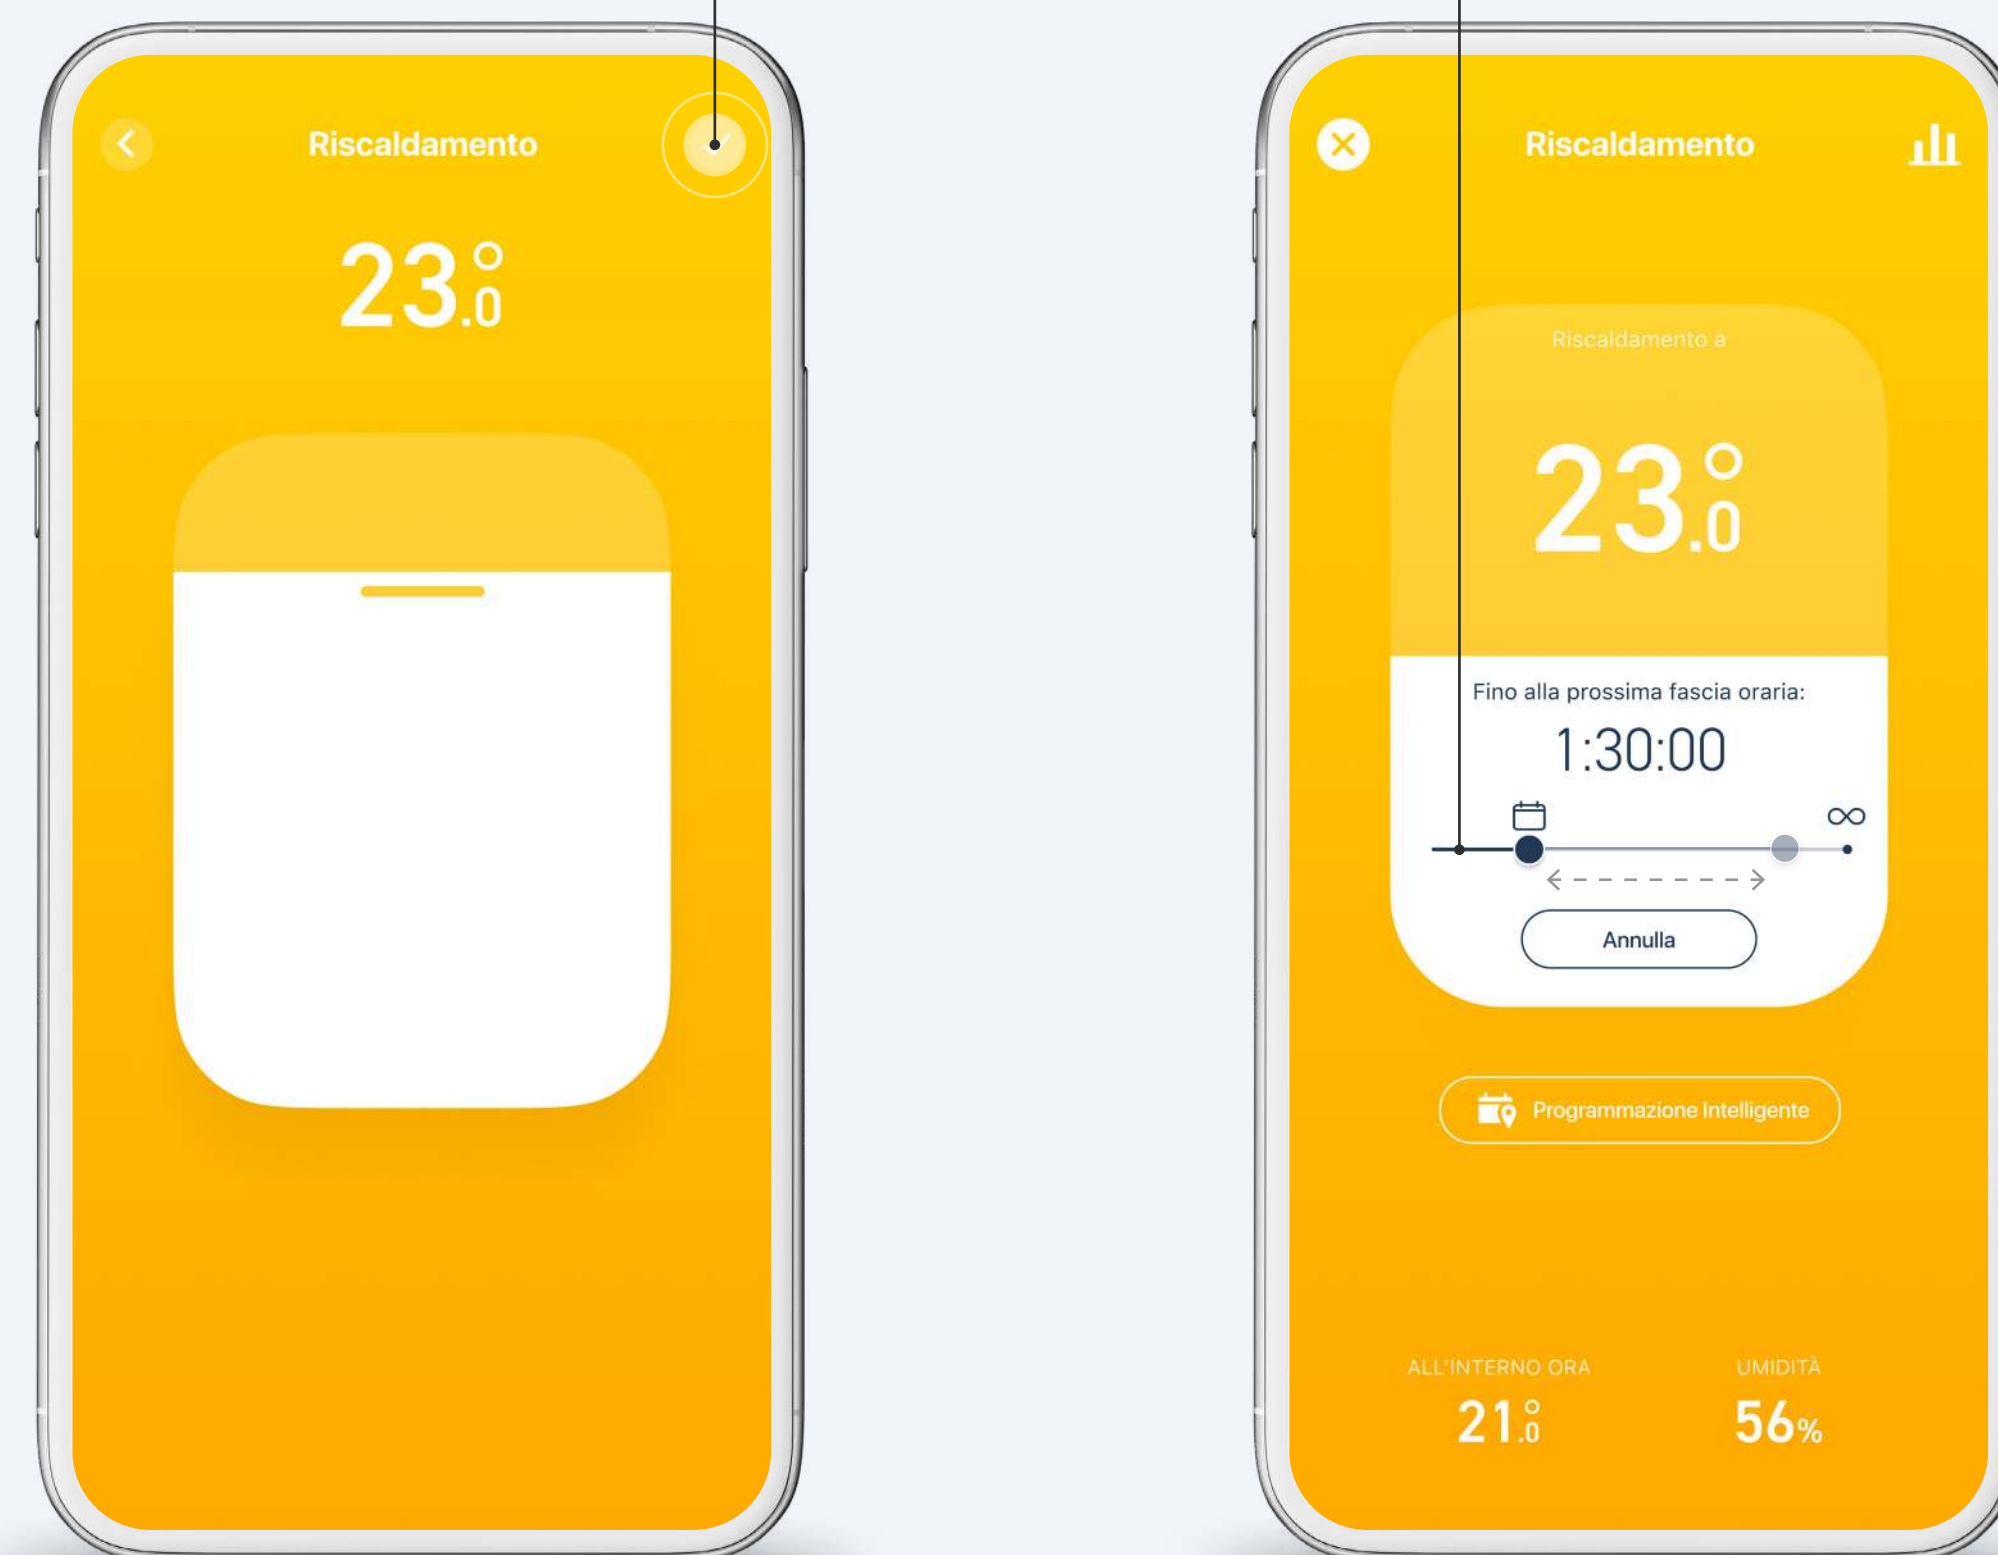 Riscaldamento
23.0°
Riscaldamento
Riscaldamento a
23.0°
Fino alla prossima fascia oraria:
1:30:00
Annulla
Programmazione Intelligente
ALL'INTERNO ORA
UMIDITÀ
21.0°
56%